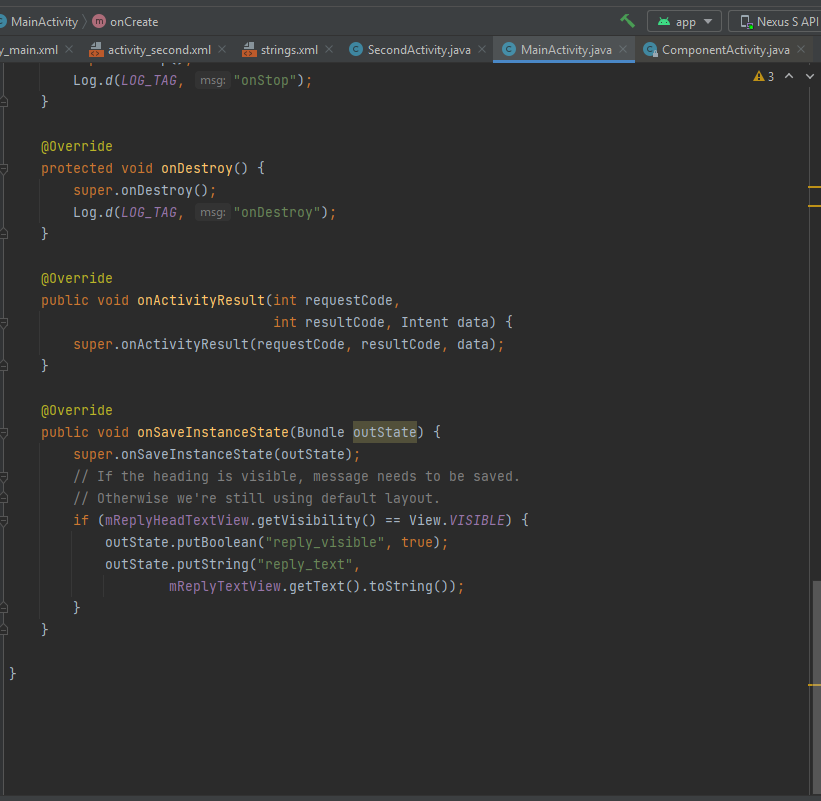 MainActivity onCreate app Nexus S API
y_main.xml activity_second.xml strings.xml SecondActivity.java MainActivity.java ComponentActivity.java
3
Log.d(LOG_TAG, msg: "onStop");
}
@Override
protected void onDestroy() {
super.onDestroy();
Log.d(LOG_TAG, msg: "onDestroy");
}
@Override
public void onActivityResult(int requestCode,
int resultCode, Intent data) {
super.onActivityResult(requestCode, resultCode, data);
}
@Override
public void onSaveInstanceState(Bundle outState) {
super.onSaveInstanceState(outState);
// If the heading is visible, message needs to be saved.
// Otherwise we're still using default layout.
if (mReplyHeadTextView.getVisibility() == View.VISIBLE) {
outState.putBoolean("reply_visible", true);
outState.putString("reply_text",
mReplyTextView.getText().toString());
}
}
}